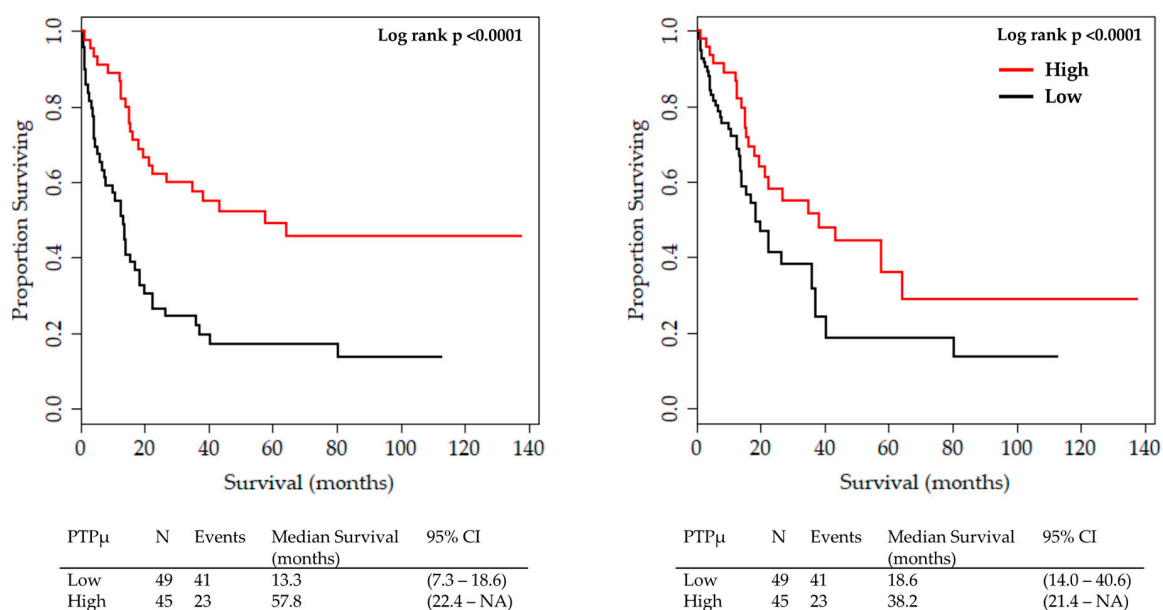 Log rank p <0.0001
Proportion Surviving
1.0
0.8
0.6
0.4
0.2
0.0
0 20 40 60 80 100 120 140
Survival (months)
PTPμ N Events Median Survival (months) 95% CI
Low 49 41 13.3 (7.3 – 18.6)
High 45 23 57.8 (22.4 – NA)
Log rank p <0.0001
High
Low
Proportion Surviving
1.0
0.8
0.6
0.4
0.2
0.0
0 20 40 60 80 100 120 140
Survival (months)
PTPμ N Events Median Survival (months) 95% CI
Low 49 41 18.6 (14.0 – 40.6)
High 45 23 38.2 (21.4 – NA)